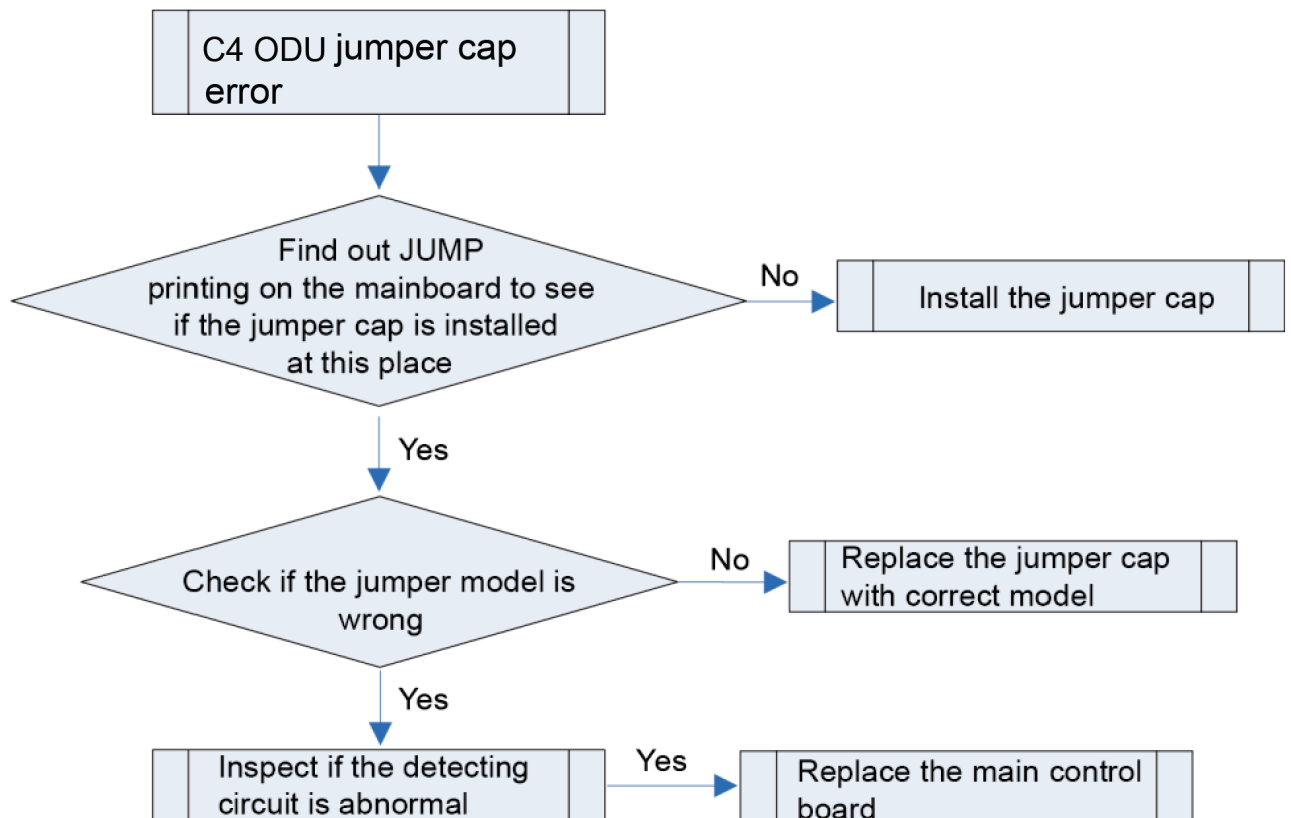 C4 ODU jumper cap
error
Find out JUMP
printing on the mainboard to see
if the jumper cap is installed
at this place
No
Install the jumper cap
Yes
Check if the jumper model is
wrong
No
Replace the jumper cap
with correct model
Yes
Inspect if the detecting
circuit is abnormal
Yes
Replace the main control
board